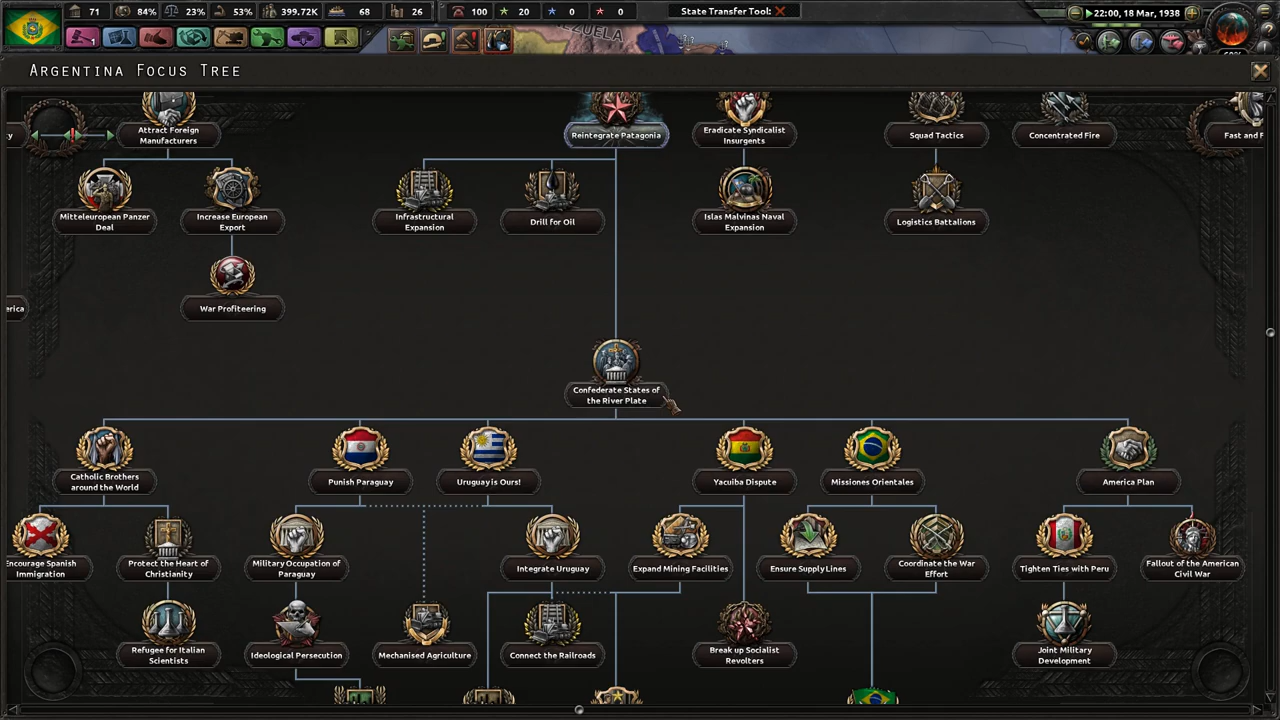 71
84%
23%
53%
399.72K
68
26
100
20
0
0
State Transfer Tool:
22:00, 18 Mar, 1938
ZUELA
Argentina Focus Tree
Attract Foreign
Manufacturers
Reintegrate Patagonia
Eradicate Syndicalist
Insurgents
Squad Tactics
Concentrated Fire
Fast and F
Mitteleuropean Panzer
Deal
Increase European
Export
Infrastructural
Expansion
Drill for Oil
Islas Malvinas Naval
Expansion
Logistics Battalions
erica
War Profiteering
Confederate States of
the River Plate
Catholic Brothers
around the World
Punish Paraguay
Uruguay is Ours!
Yacuiba Dispute
Missiones Orientales
America Plan
Encourage Spanish
Immigration
Protect the Heart of
Christianity
Military Occupation of
Paraguay
Integrate Uruguay
Expand Mining Facilities
Ensure Supply Lines
Coordinate the War
Effort
Tighten Ties with Peru
Fallout of the American
Civil War
Refugee for Italian
Scientists
Ideological Persecution
Mechanised Agriculture
Connect the Railroads
Break up Socialist
Revolters
Joint Military
Development